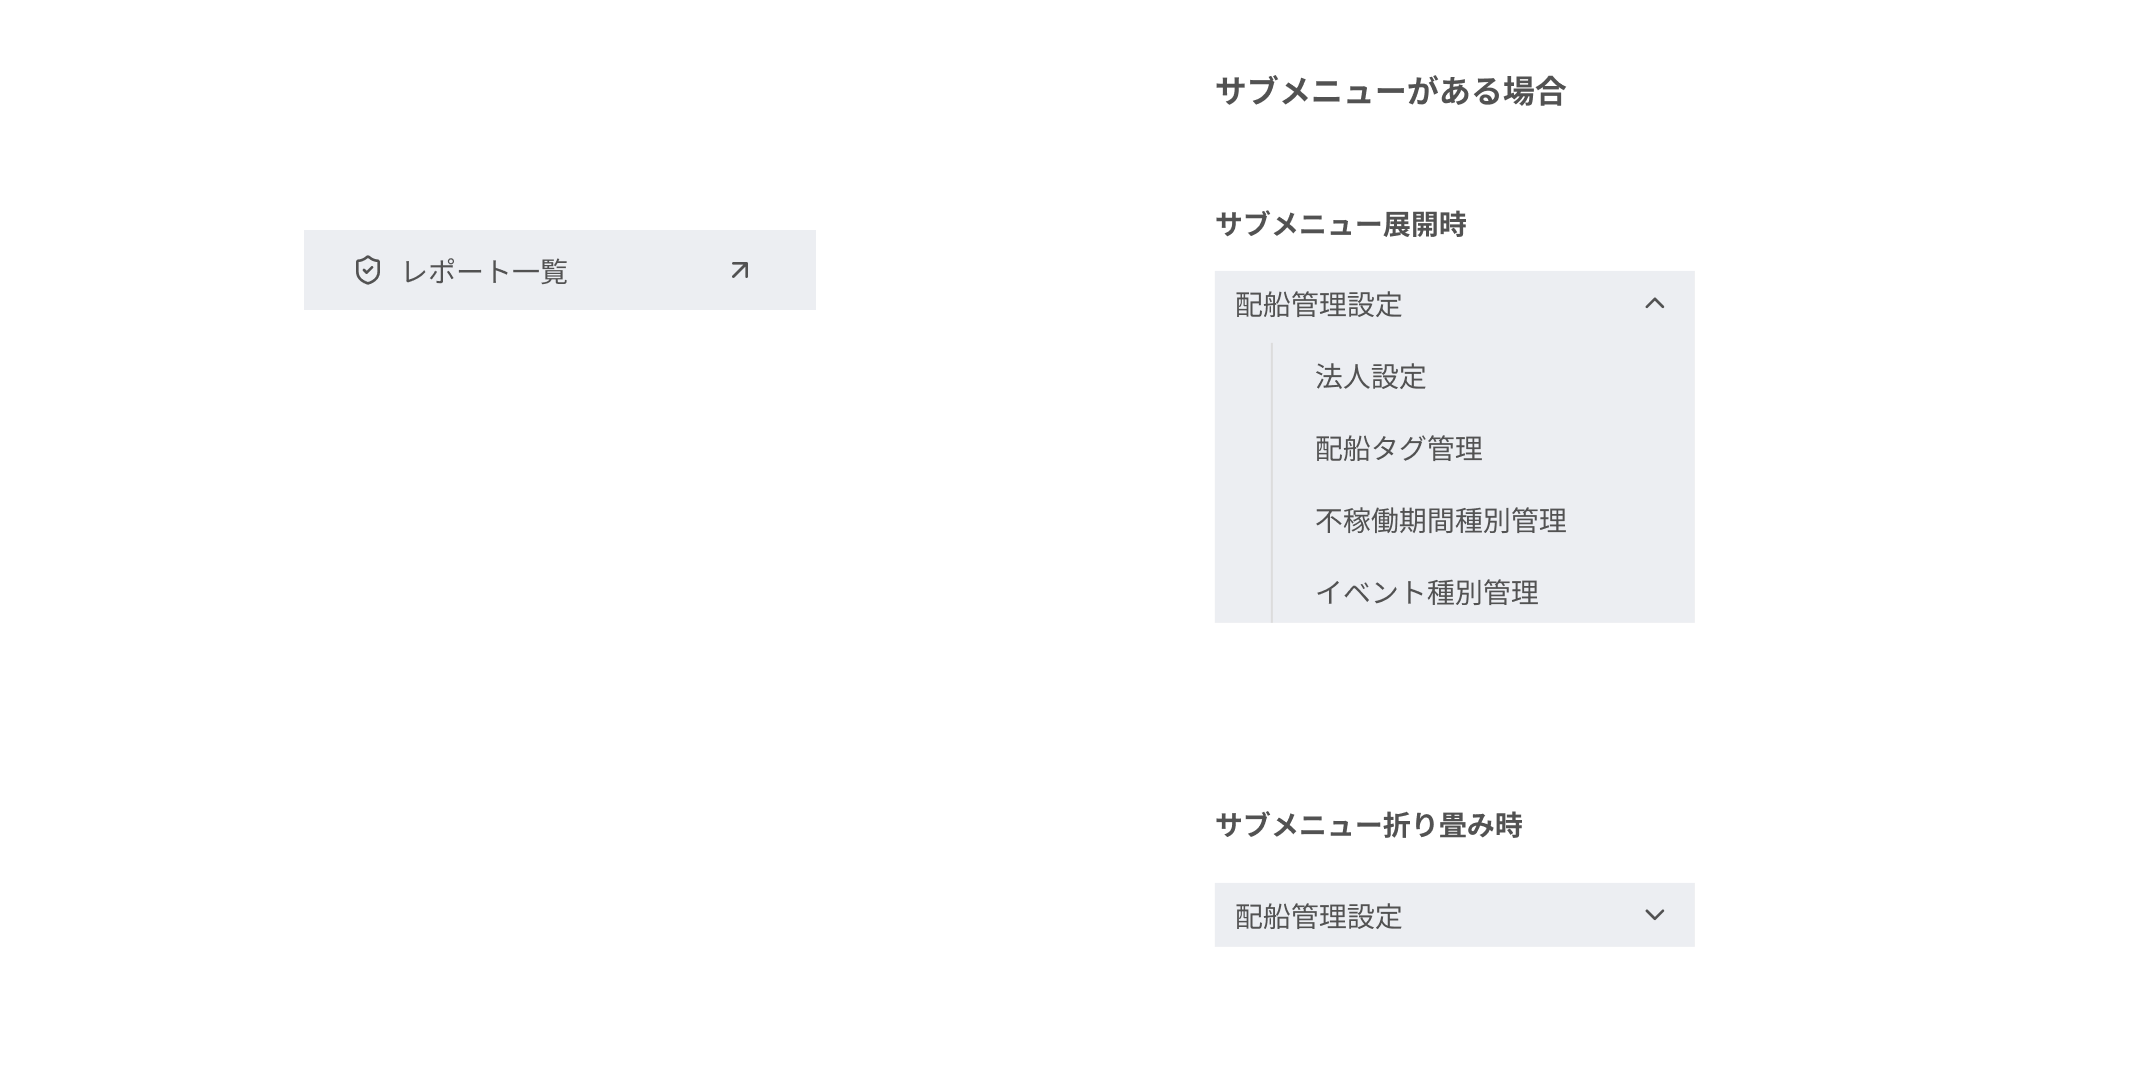 レポート一覧
サブメニューがある場合
サブメニュー展開時
配船管理設定
法人設定
配船タグ管理
不稼働期間種別管理
イベント種別管理
サブメニュー折り畳み時
配船管理設定